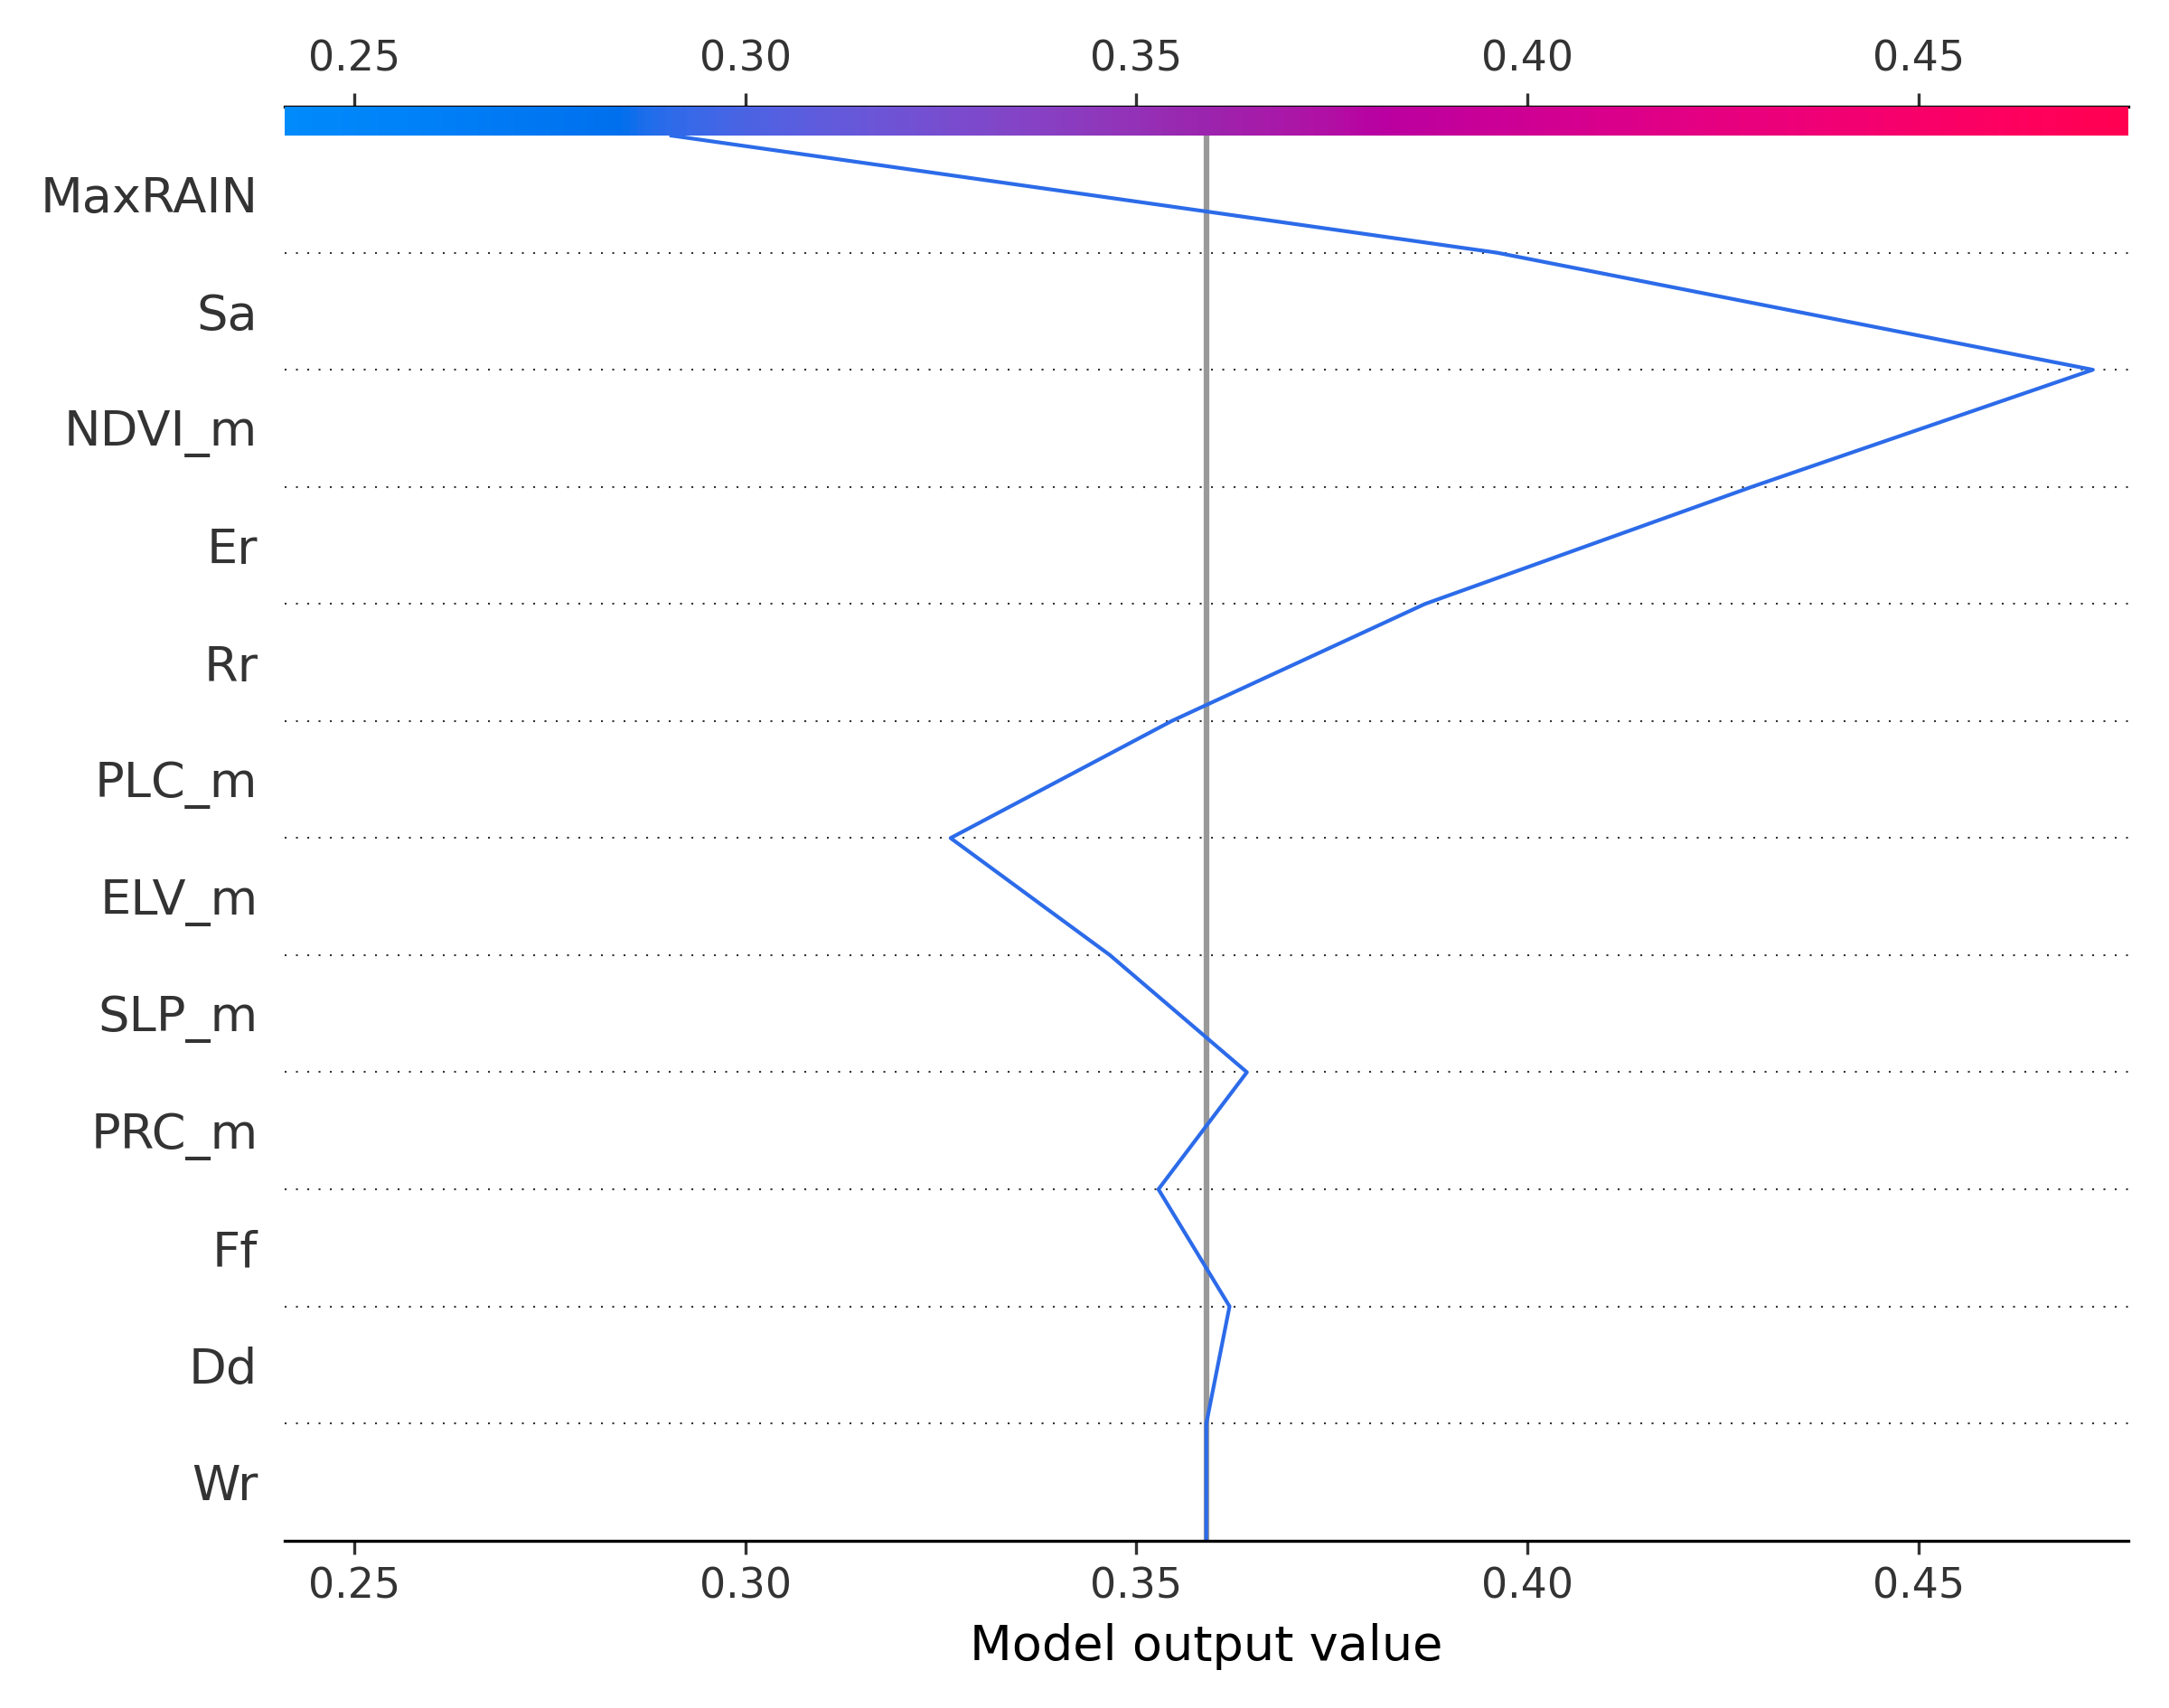 0.25 0.30 0.35 0.40 0.45
MaxRAIN
Sa
NDVI_m
Er
Rr
PLC_m
ELV_m
SLP_m
PRC_m
Ff
Dd
Wr
0.25 0.30 0.35 0.40 0.45
Model output value